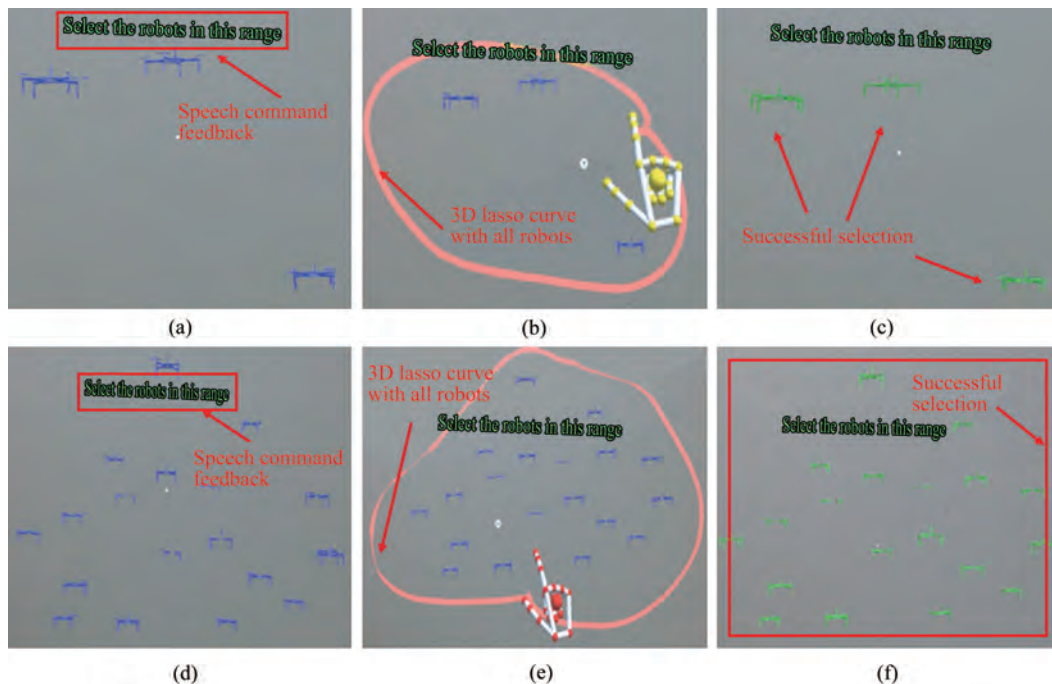 Select the robots in this range
Speech command
feedback
(a)
Select the robots in this range
3D lasso curve
with all robots
(b)
Select the robots in this range
Successful selection
(c)
Select the robots in this range
Speech command
feedback
(d)
3D lasso curve
with all robots
Select the robots in this range
(e)
Successful
selection
Select the robots in this range
(f)